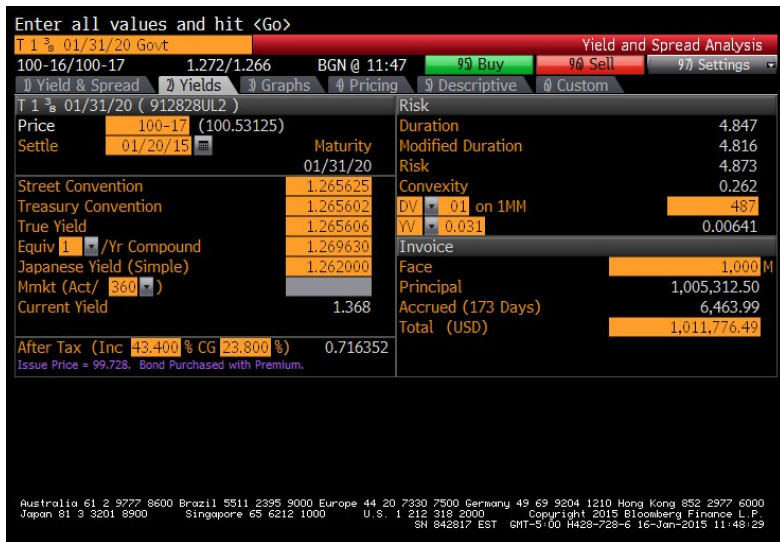 Enter all values and hit <Go>
T 1 ⅜ 01/31/20 Govt Yield and Spread Analysis
100-16/100-17 1.272/1.266 BGN @ 11:47 95) Buy 96) Sell 97) Settings
1) Yield & Spread 2) Yields 3) Graphs 4) Pricing 5) Descriptive 6) Custom
T 1 ⅜ 01/31/20 ( 912828UL2 ) Risk
Price 100-17 (100.53125) Duration 4.847
Settle 01/20/15 Maturity Modified Duration 4.816
01/31/20 Risk 4.873
Street Convention 1.265625 Convexity 0.262
Treasury Convention 1.265602 DV 01 on 1MM 487
True Yield 1.265606 YV 0.031 0.00641
Equiv 1 /Yr Compound 1.269630 Invoice
Japanese Yield (Simple) 1.262000 Face 1,000 M
Mmkt (Act/ 360 ) Principal 1,005,312.50
Current Yield 1.368 Accrued (173 Days) 6,463.99
Total (USD) 1,011,776.49
After Tax (Inc 43.400 % CG 23.800 %) 0.716352
Issue Price = 99.728. Bond Purchased with Premium.
Australia 61 2 9777 8600 Brazil 5511 2395 9000 Europe 44 20 7330 7500 Germany 49 69 9204 1210 Hong Kong 852 2977 6000
Japan 81 3 3201 8900 Singapore 65 6212 1000 U.S. 1 212 318 2000 Copyright 2015 Bloomberg Finance L.P.
SN 842817 EST GMT-5:00 H428-728-6 16-Jan-2015 11:48:29